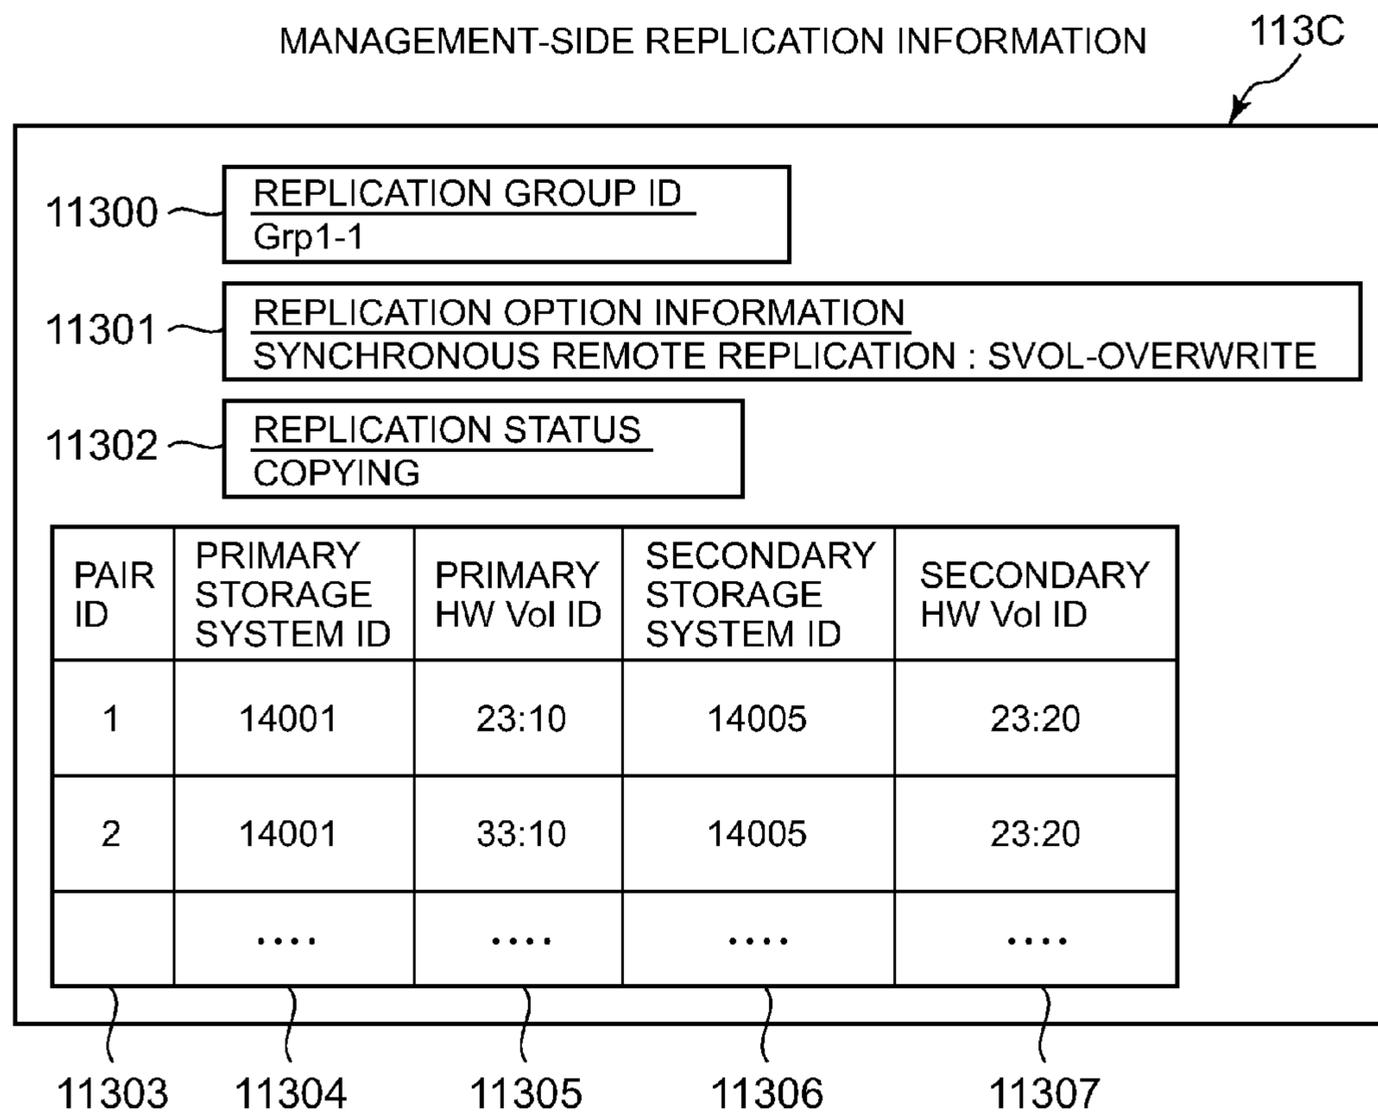 MANAGEMENT-SIDE REPLICATION INFORMATION
113C
11300
REPLICATION GROUP ID
Grp1-1
11301
REPLICATION OPTION INFORMATION
SYNCHRONOUS REMOTE REPLICATION : SVOL-OVERWRITE
11302
REPLICATION STATUS
COPYING
PAIR ID
PRIMARY STORAGE SYSTEM ID
PRIMARY HW Vol ID
SECONDARY STORAGE SYSTEM ID
SECONDARY HW Vol ID
1 14001 23:10 14005 23:20
2 14001 33:10 14005 23:20
.... .... .... ....
11303 11304 11305 11306 11307